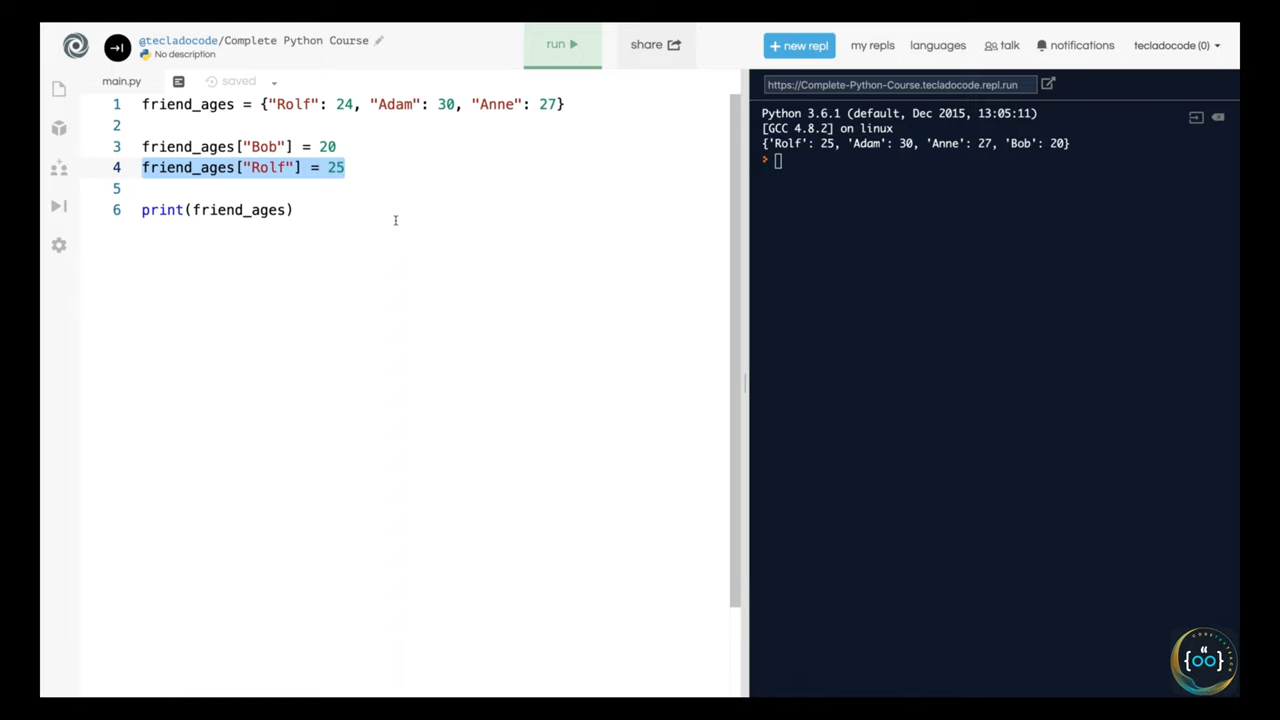 @tecladocode/Complete Python Course
No description
run
share
+ new repl
my repls
languages
talk
notifications
tecladocode (0)
main.py
saved
https://Complete-Python-Course.tecladocode.repl.run
1 friend_ages = {"Rolf": 24, "Adam": 30, "Anne": 27}
2
3 friend_ages["Bob"] = 20
4 friend_ages["Rolf"] = 25
5
6 print(friend_ages)
Python 3.6.1 (default, Dec 2015, 13:05:11)
[GCC 4.8.2] on linux
{'Rolf': 25, 'Adam': 30, 'Anne': 27, 'Bob': 20}
>